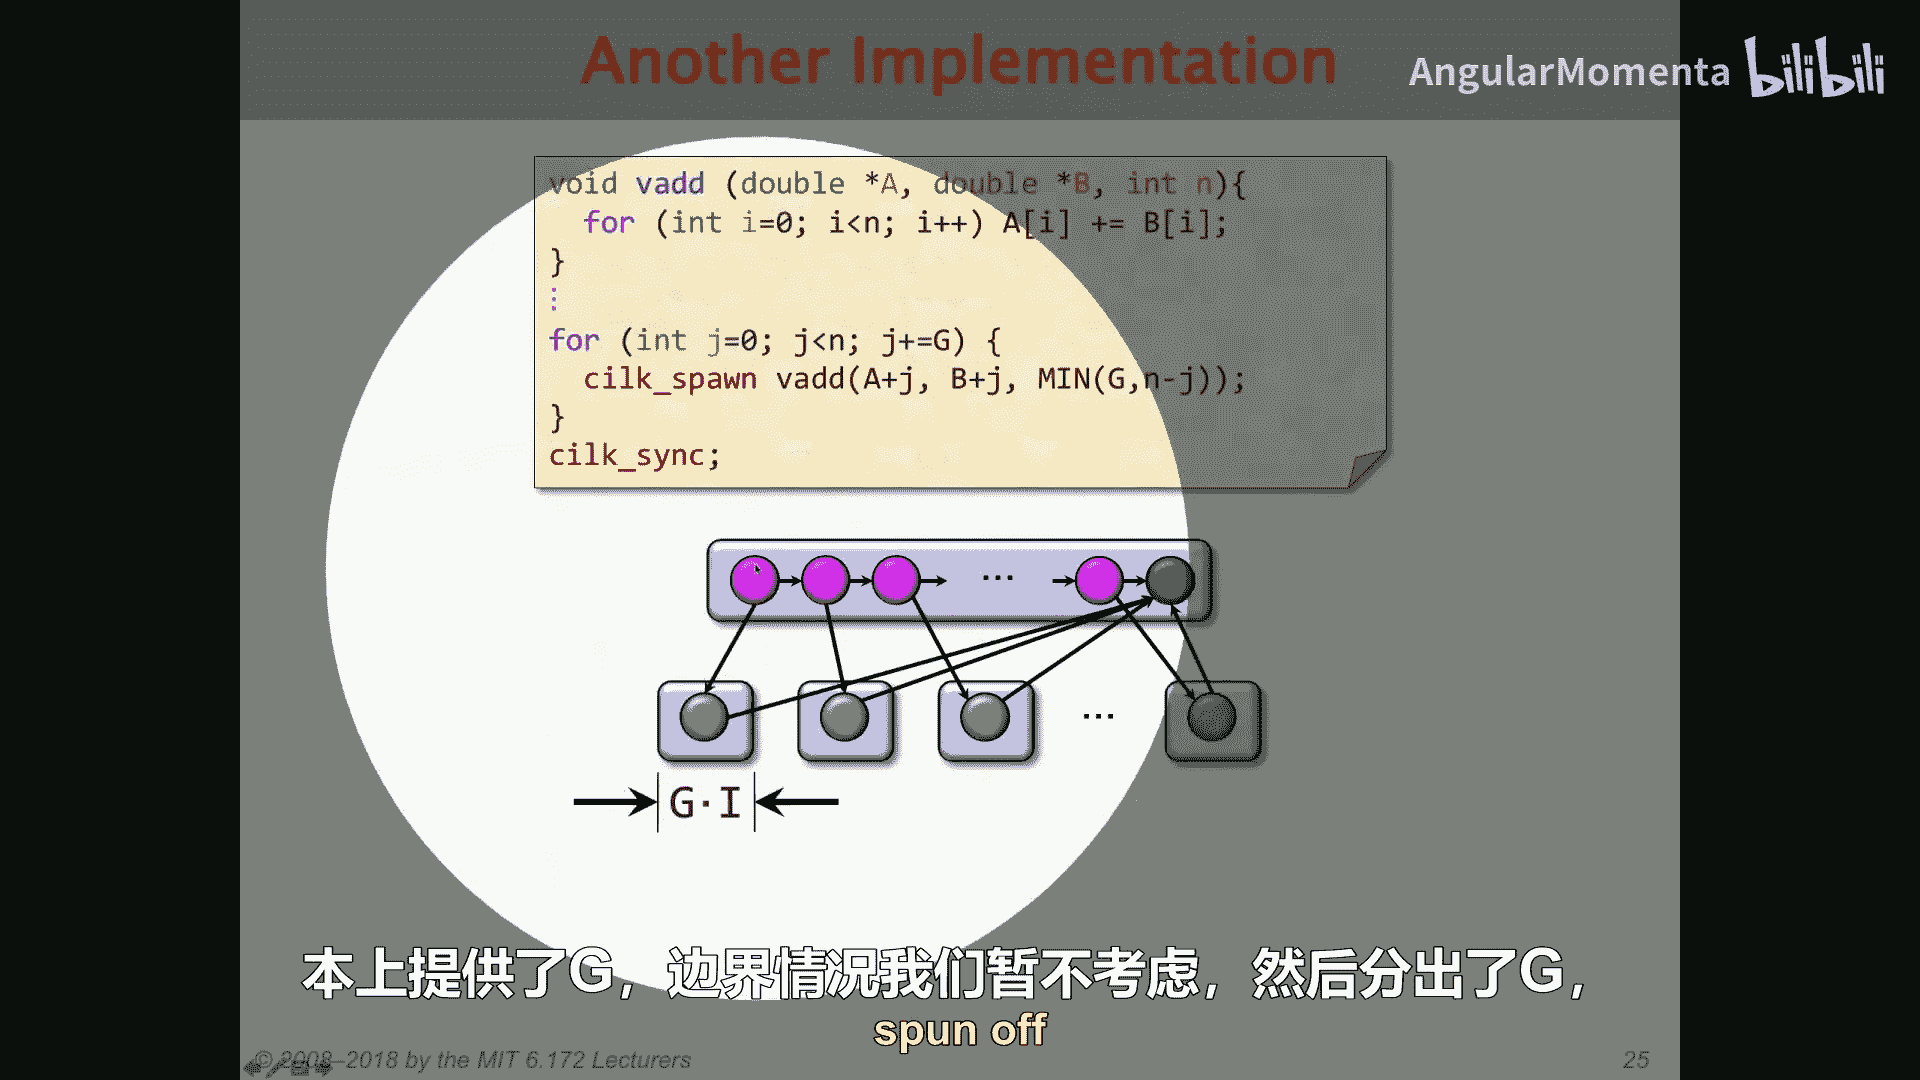 Another Implementation
AngularMomenta bilibili
void vadd (double *A, double *B, int n){
for (int i=0; i<n; i++) A[i] += B[i];
}
⋮
for (int j=0; j<n; j+=G) {
cilk_spawn vadd(A+j, B+j, MIN(G,n-j));
}
cilk_sync;
...
...
G·I
本上提供了G，边界情况我们暂不考虑，然后分出了G，
spun off
© 2008–2018 by the MIT 6.172 Lecturers
25